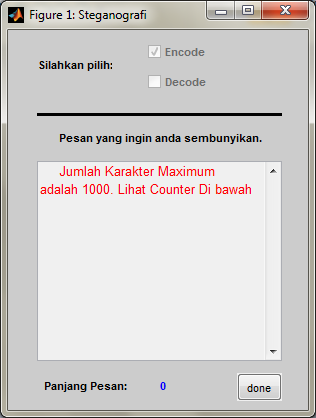 Figure 1: Steganografi
Encode
Silahkan pilih:
Decode
Pesan yang ingin anda sembunyikan.
Jumlah Karakter Maximum
adalah 1000. Lihat Counter Di bawah
Panjang Pesan: 0
done